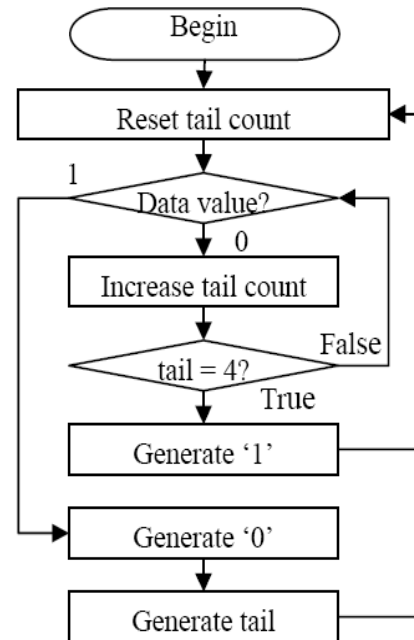 Begin
Reset tail count
1
Data value?
0
Increase tail count
False
tail = 4?
True
Generate ‘1’
Generate ‘0’
Generate tail